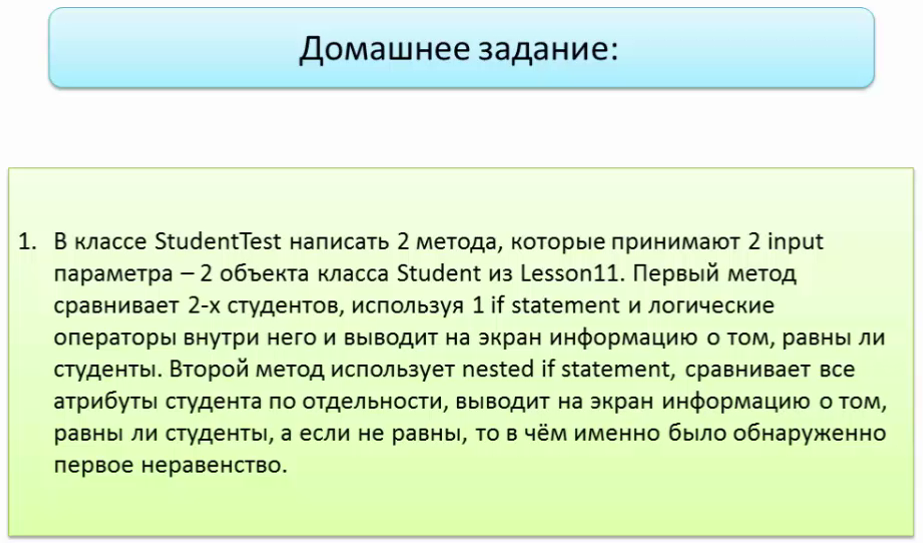 Домашнее задание:
1. В классе StudentTest написать 2 метода, которые принимают 2 input
параметра – 2 объекта класса Student из Lesson11. Первый метод
сравнивает 2-х студентов, используя 1 if statement и логические
операторы внутри него и выводит на экран информацию о том, равны ли
студенты. Второй метод использует nested if statement, сравнивает все
атрибуты студента по отдельности, выводит на экран информацию о том,
равны ли студенты, а если не равны, то в чём именно было обнаруженно
первое неравенство.